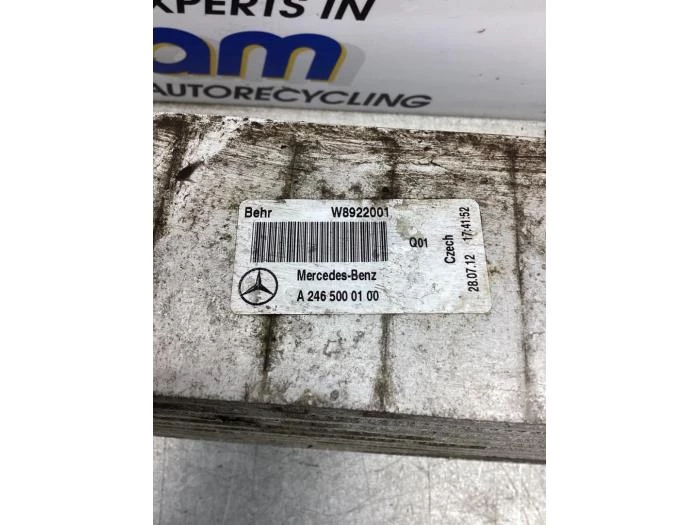 EXPERTS IN
am
AUTORECYCLING
Behr W8922001
Q01
Czech
28.07.12 17:41:52
Mercedes-Benz
A 246 500 01 00